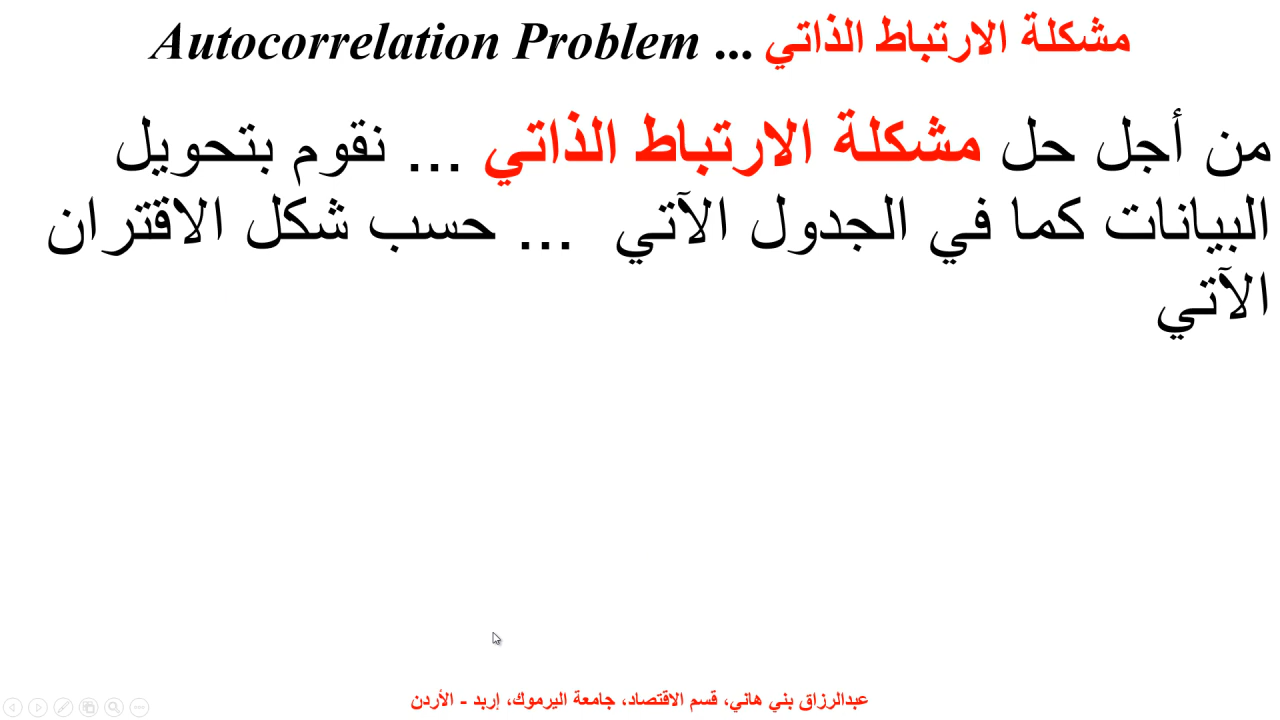 مشكلة الارتباط الذاتي ... Autocorrelation Problem
من أجل حل مشكلة الارتباط الذاتي ... نقوم بتحويل
البيانات كما في الجدول الآتي ... حسب شكل الاقتران
الآتي
عبدالرزاق بني هاني، قسم الاقتصاد، جامعة اليرموك، إربد - الأردن